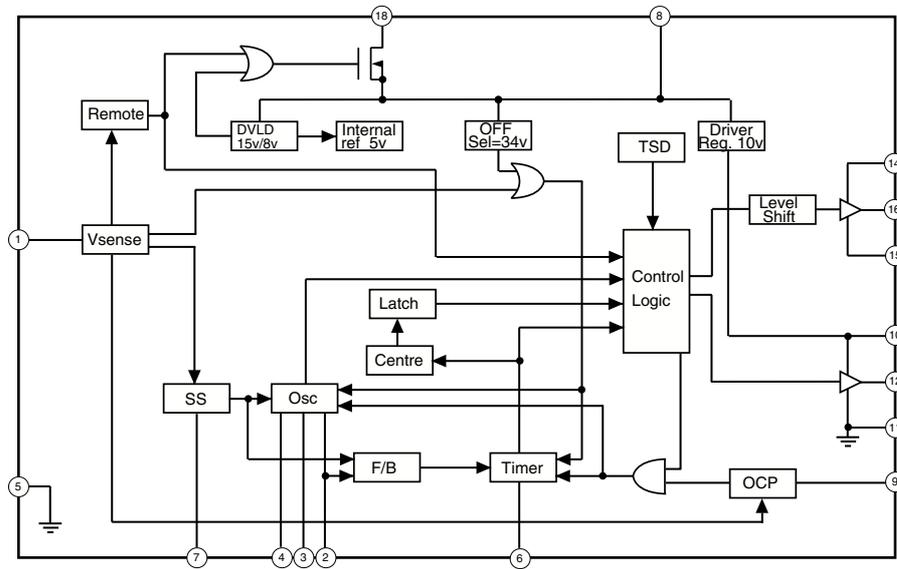 18
8
Remote
DVLD
15v/8v
Internal
ref 5v
OFF
Sel=34v
Driver
Reg. 10v
TSD
14
Level
Shift
16
1
Vsense
15
Control
Logic
Latch
10
Centre
12
SS
Osc
11
F/B
Timer
OCP
9
5
7
4
3
2
6